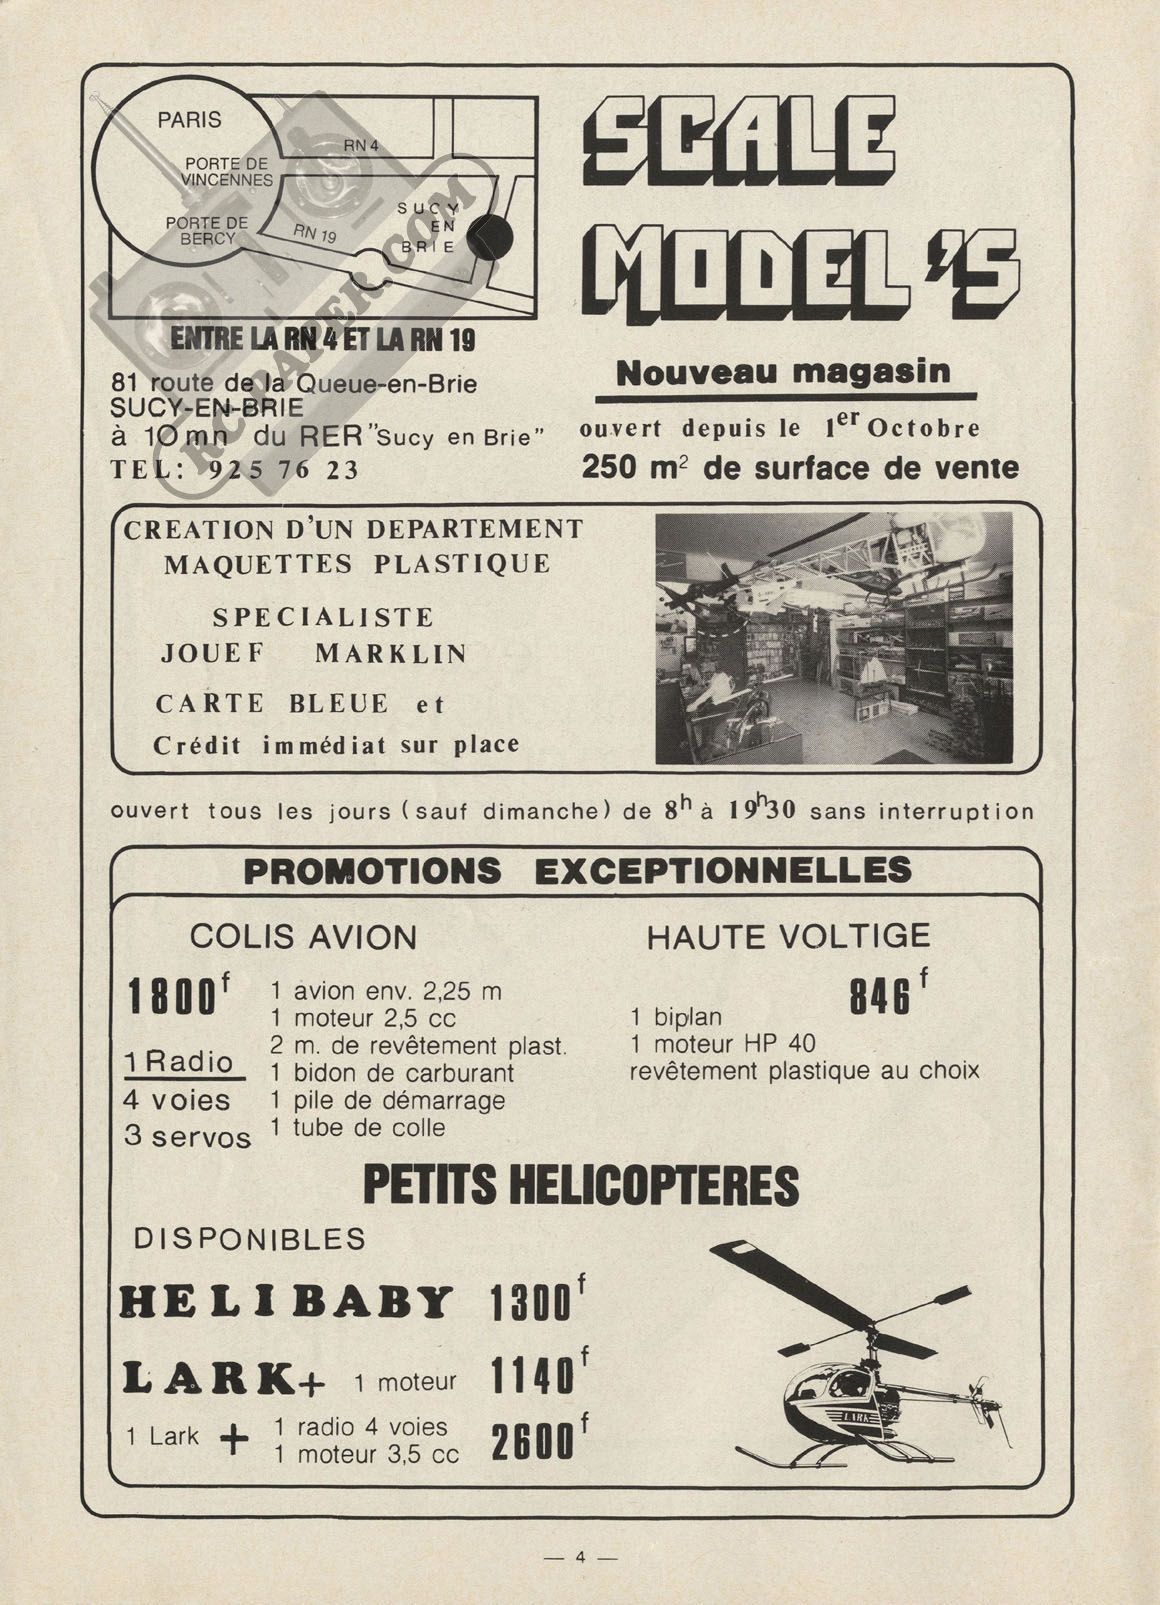 PARIS
PORTE DE
VINCENNES
PORTE DE
BERCY
RN 4
RN 19
SUCY
EN
BRIE
RCPAPER.COM
ENTRE LA RN 4 ET LA RN 19
81 route de la Queue-en-Brie
SUCY-EN-BRIE
à 10mn du RER "Sucy en Brie"
TEL: 925 76 23
SCALE
MODEL'S
Nouveau magasin
ouvert depuis le 1er Octobre
250 m² de surface de vente
CREATION D'UN DEPARTEMENT
MAQUETTES PLASTIQUE
SPECIALISTE
JOUEF MARKLIN
CARTE BLEUE et
Crédit immédiat sur place
ouvert tous les jours (sauf dimanche) de 8h à 19h30 sans interruption
PROMOTIONS EXCEPTIONNELLES
COLIS AVION
1800f
1 Radio
4 voies
3 servos
1 avion env. 2,25 m
1 moteur 2,5 cc
2 m. de revêtement plast.
1 bidon de carburant
1 pile de démarrage
1 tube de colle
HAUTE VOLTIGE
846f
1 biplan
1 moteur HP 40
revêtement plastique au choix
PETITS HELICOPTERES
DISPONIBLES
HELIBABY 1300f
LARK + 1 moteur 1140f
1 Lark + 1 radio 4 voies
1 moteur 3,5 cc 2600f
LARK
— 4 —